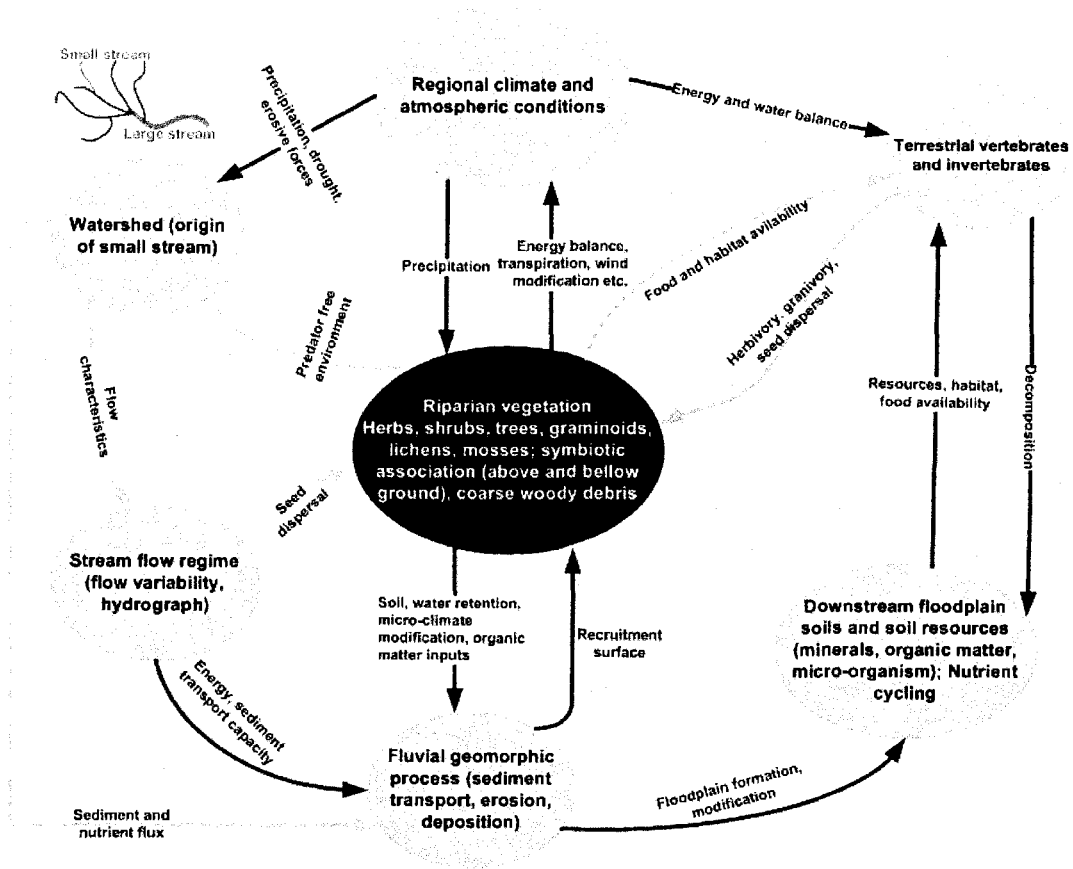 Small stream
Large stream
Precipitation, drought,
erosive forces
Regional climate and
atmospheric conditions
Energy and water balance
Terrestrial vertebrates
and invertebrates
Watershed (origin
of small stream)
Precipitation
Energy balance,
transpiration, wind
modification etc.
Food and habitat avilability
Herbivory, granivory,
seed dispersal
Predator free
environment
Flow
characteristics
Riparian vegetation
Herbs, shrubs, trees, graminoids,
lichens, mosses; symbiotic
association (above and bellow
ground), coarse woody debris
Resources, habitat,
food availability
Decomposition
Seed
dispersal
Stream flow regime
(flow variability,
hydrograph)
Soil, water retention,
micro-climate
modification, organic
matter inputs
Recruitment
surface
Downstream floodplain
soils and soil resources
(minerals, organic matter,
micro-organism); Nutrient
cycling
Energy, sediment
transport capacity
Fluvial geomorphic
process (sediment
transport, erosion,
deposition)
Floodplain formation,
modification
Sediment and
nutrient flux